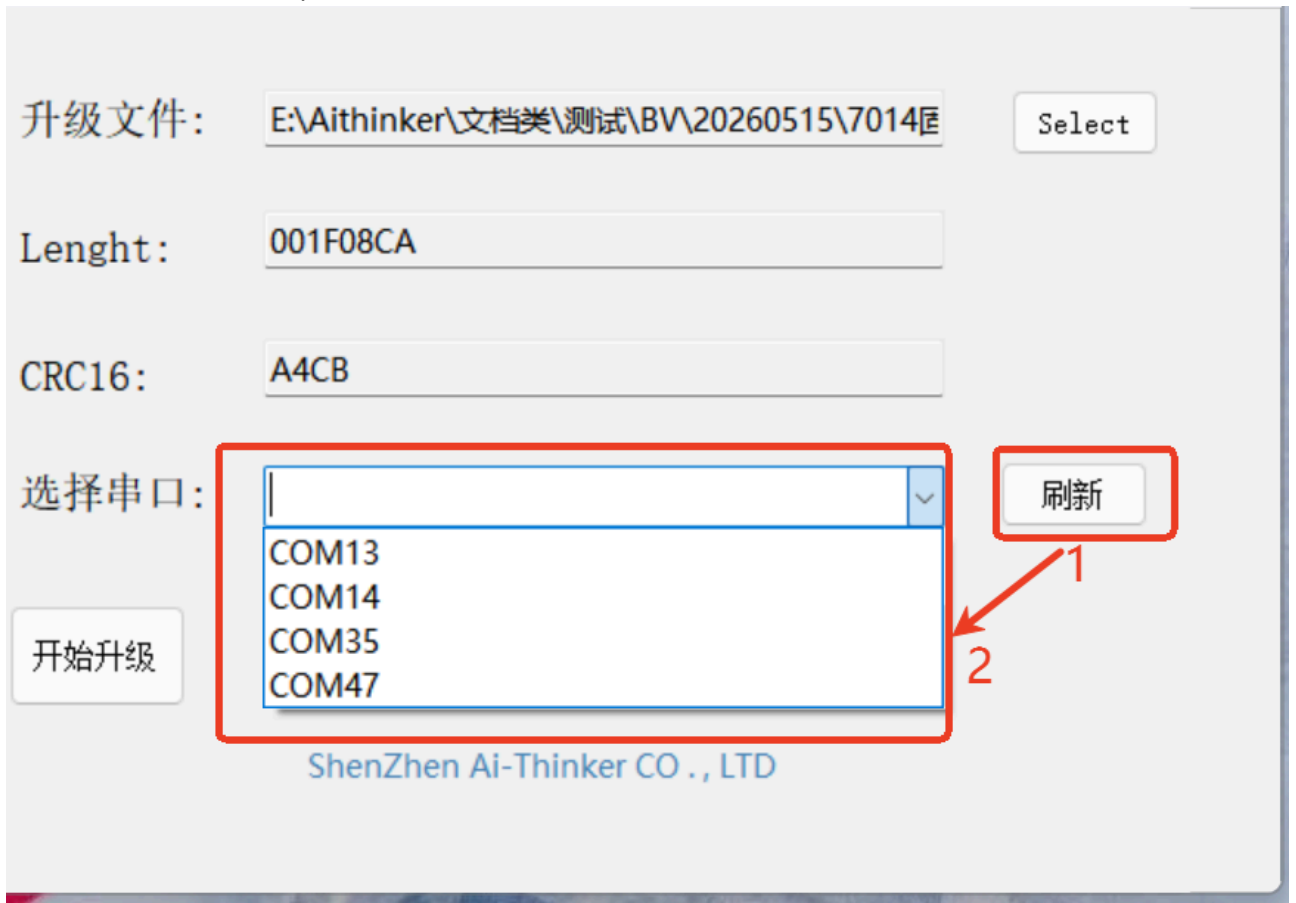 升级文件: E:\Aithinker\文档类\测试\BV\20260515\7014 Select
Lenght: 001F08CA
CRC16: A4CB
选择串口: 刷新
COM13
1
COM14
COM35
开始升级
2
COM47
ShenZhen Ai-Thinker CO . , LTD